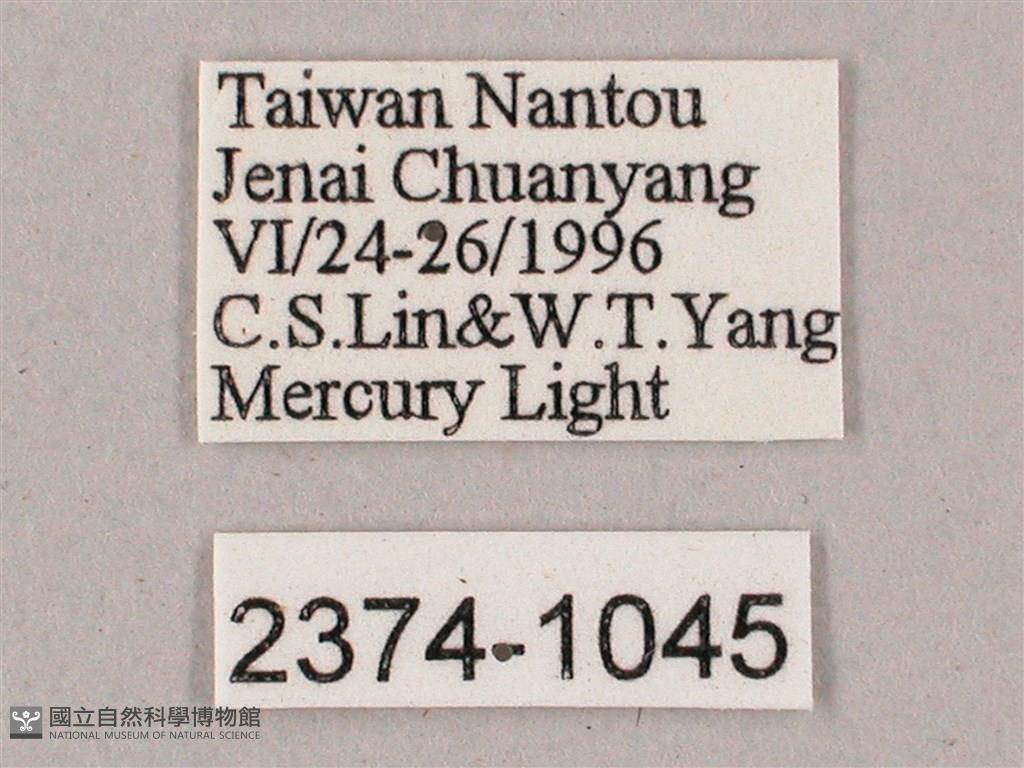 Taiwan Nantou
Jenai Chuanyang
VI/24-26/1996
C.S.Lin&W.T.Yang
Mercury Light
2374-1045
國立自然科學博物館
NATIONAL MUSEUM OF NATURAL SCIENCE